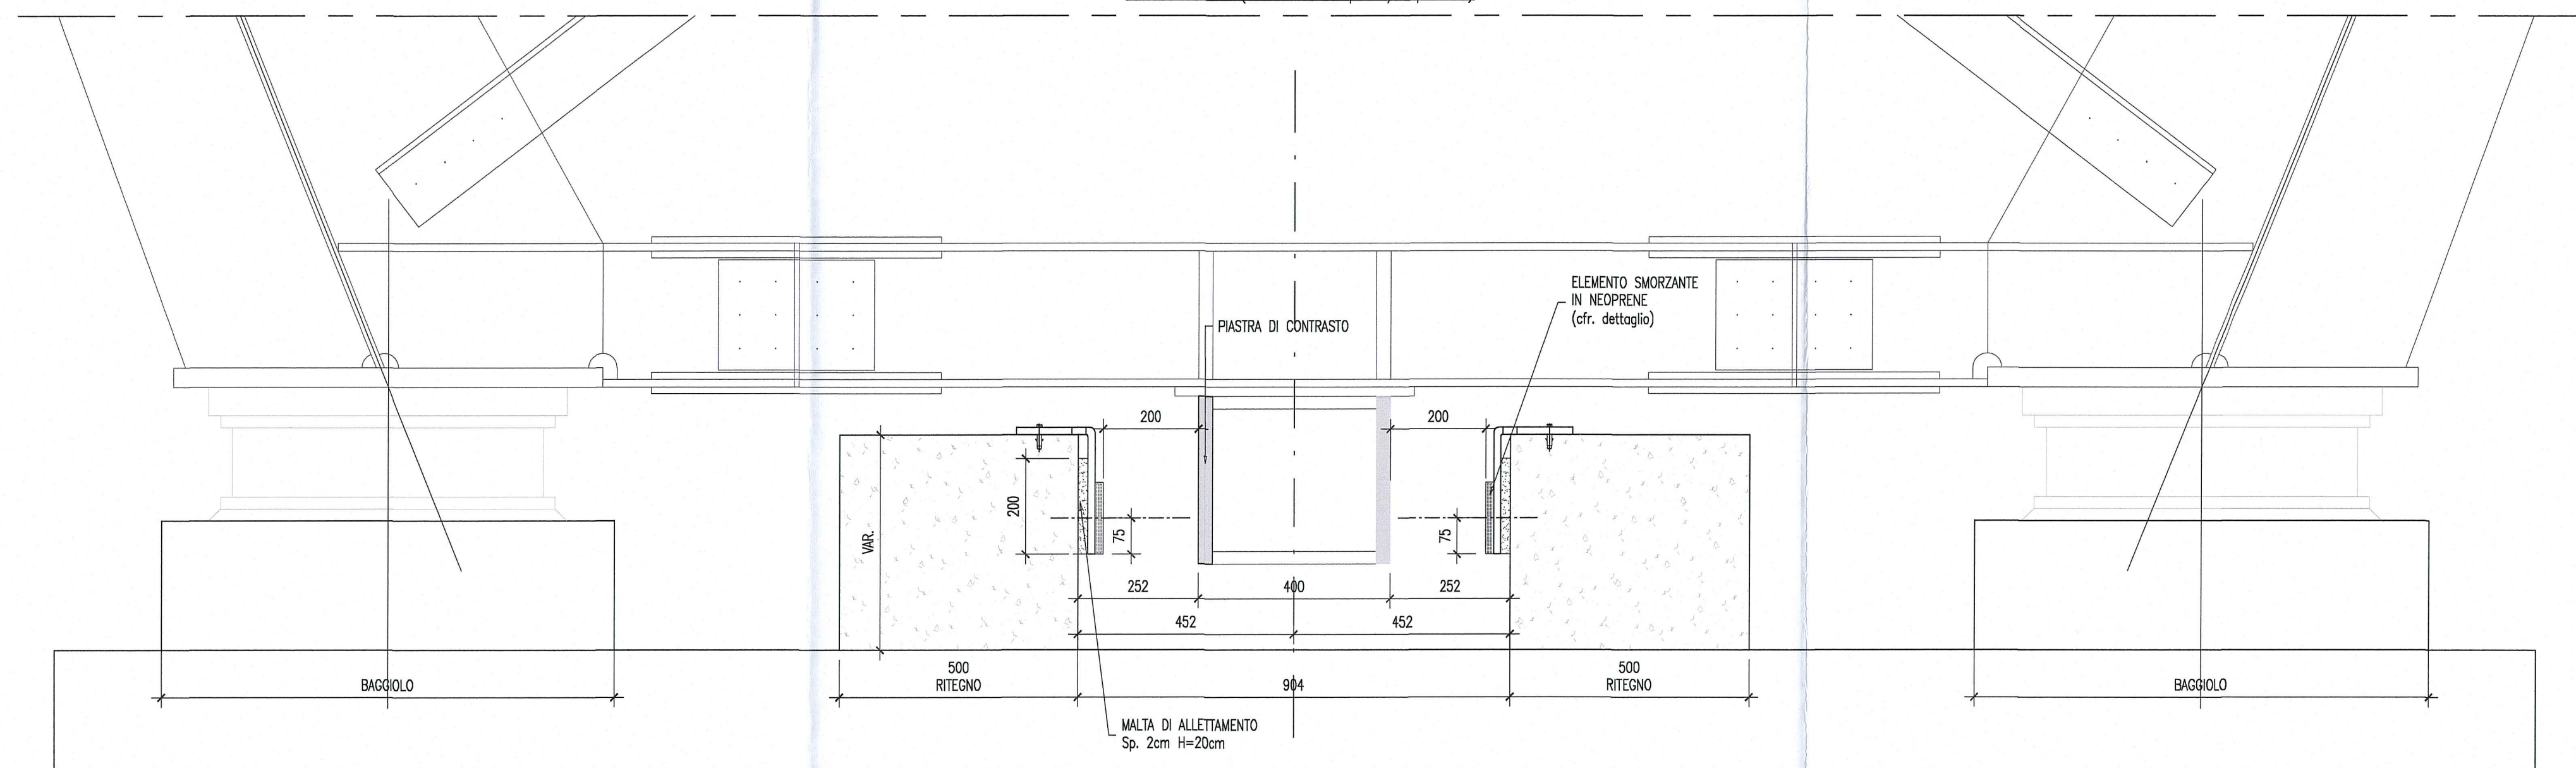 ELEMENTO SMORZANTE
IN NEOPRENE
(cfr. dettaglio)
PIASTRA DI CONTRASTO
200
200
200
75
75
VAR.
252
400
252
452
452
500
500
BAGGIOLO
RITEGNO
904
RITEGNO
BAGGIOLO
MALTA DI ALLETTAMENTO
Sp. 2cm H=20cm